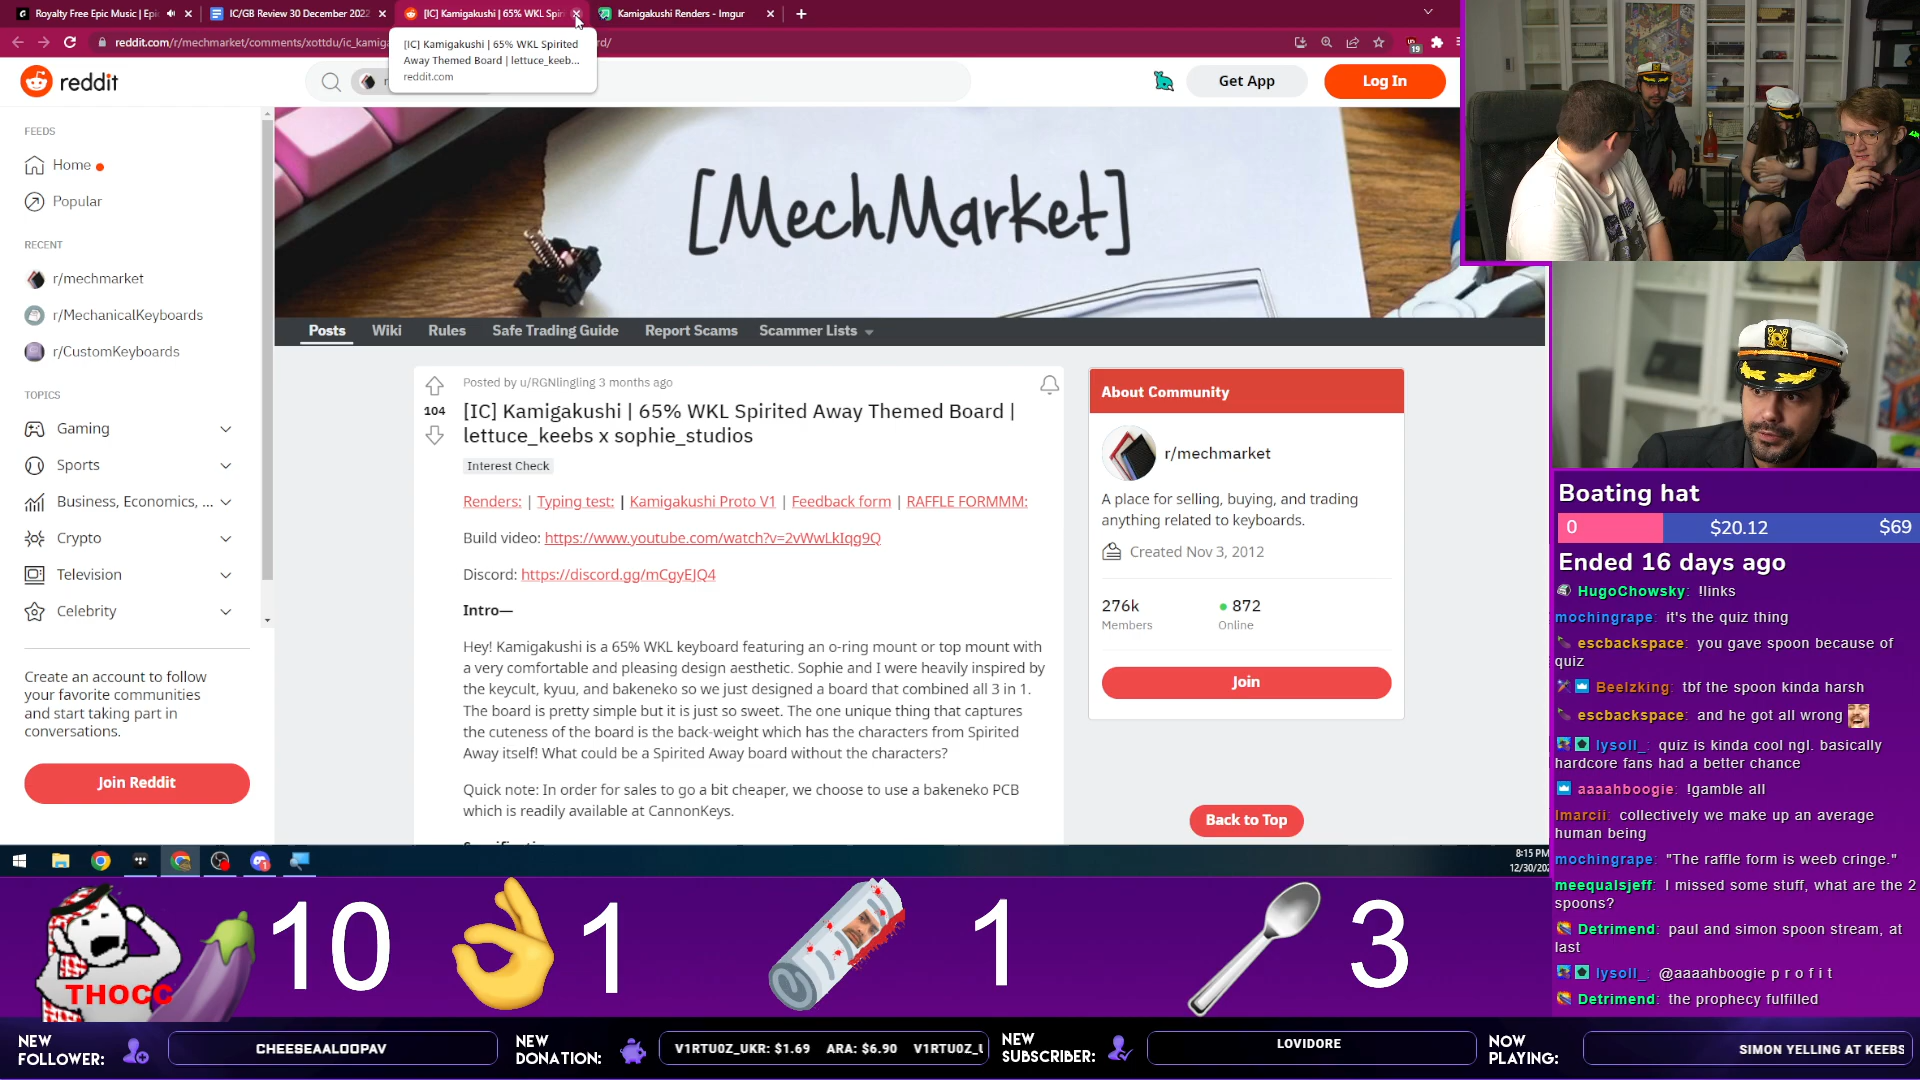 Royalty Free Epic Music | Epi
IC/GB Review 30 December 2022
[IC] Kamigakushi | 65% WKL Spiri
Kamigakushi Renders - Imgur
reddit.com/r/mechmarket/comments/xottdu/ic_kamig
[IC] Kamigakushi | 65% WKL Spirited
Away Themed Board | lettuce_keeb...
reddit.com
19
reddit
Get App
Log In
FEEDS
Home
Popular
RECENT
r/mechmarket
r/MechanicalKeyboards
r/CustomKeyboards
TOPICS
Gaming
Sports
Business, Economics, ...
Crypto
Television
Celebrity
Create an account to follow
your favorite communities
and start taking part in
conversations.
Join Reddit
[MechMarket]
Posts Wiki Rules Safe Trading Guide Report Scams Scammer Lists
Posted by u/RGNlingling 3 months ago
104
[IC] Kamigakushi | 65% WKL Spirited Away Themed Board |
lettuce_keebs x sophie_studios
Interest Check
Renders: | Typing test: | Kamigakushi Proto V1 | Feedback form | RAFFLE FORMMM:
Build video: https://www.youtube.com/watch?v=2vWwLkIqg9Q
Discord: https://discord.gg/mCgyEJQ4
Intro—
Hey! Kamigakushi is a 65% WKL keyboard featuring an o-ring mount or top mount with
a very comfortable and pleasing design aesthetic. Sophie and I were heavily inspired by
the keycult, kyuu, and bakeneko so we just designed a board that combined all 3 in 1.
The board is pretty simple but it is just so sweet. The one unique thing that captures
the cuteness of the board is the back-weight which has the characters from Spirited
Away itself! What could be a Spirited Away board without the characters?
Quick note: In order for sales to go a bit cheaper, we choose to use a bakeneko PCB
which is readily available at CannonKeys.
About Community
r/mechmarket
A place for selling, buying, and trading
anything related to keyboards.
Created Nov 3, 2012
276k 872
Members Online
Join
Back to Top
8:15 PM
12/30/202
Boating hat
0 $20.12 $69
Ended 16 days ago
HugoChowsky: !links
mochingrape: it's the quiz thing
escbackspace: you gave spoon because of
quiz
Beelzking: tbf the spoon kinda harsh
escbackspace: and he got all wrong
lysoll_: quiz is kinda cool ngl. basically
hardcore fans had a better chance
aaaahboogie: !gamble all
lmarcii: collectively we make up an average
human being
mochingrape: "The raffle form is weeb cringe."
meequalsjeff: I missed some stuff, what are the 2
spoons?
Detrimend: paul and simon spoon stream, at
last
lysoll_: @aaaahboogie p r o f i t
Detrimend: the prophecy fulfilled
THOCC
10 1 1 3
NEW
FOLLOWER:
CHEESEAALOOPAV
NEW
DONATION:
V1RTU0Z_UKR: $1.69 ARA: $6.90 V1RTU0Z_U
NEW
SUBSCRIBER:
LOVIDORE
NOW
PLAYING:
SIMON YELLING AT KEEBS